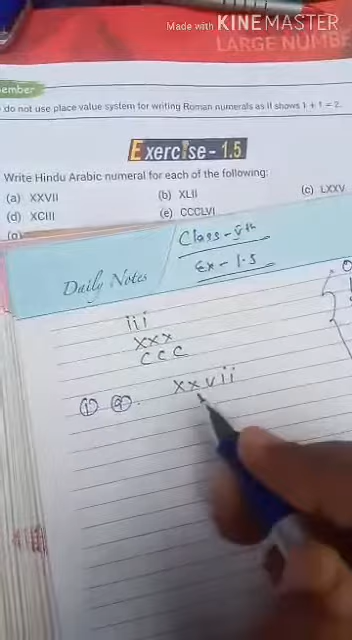 Made with KINEMASTER
LARGE NUMBE
ember
do not use place value system for writing Roman numerals as II shows 1 + 1 = 2.
Exercise - 1.5
Write Hindu Arabic numeral for each of the following:
(a) XXVII (b) XLII (c) LXXV
(d) XCIII (e) CCCLVI
Class - Vth
Ex - 1.5
Daily Notes
iii
xxx
ccc
① ⓐ. xxvii